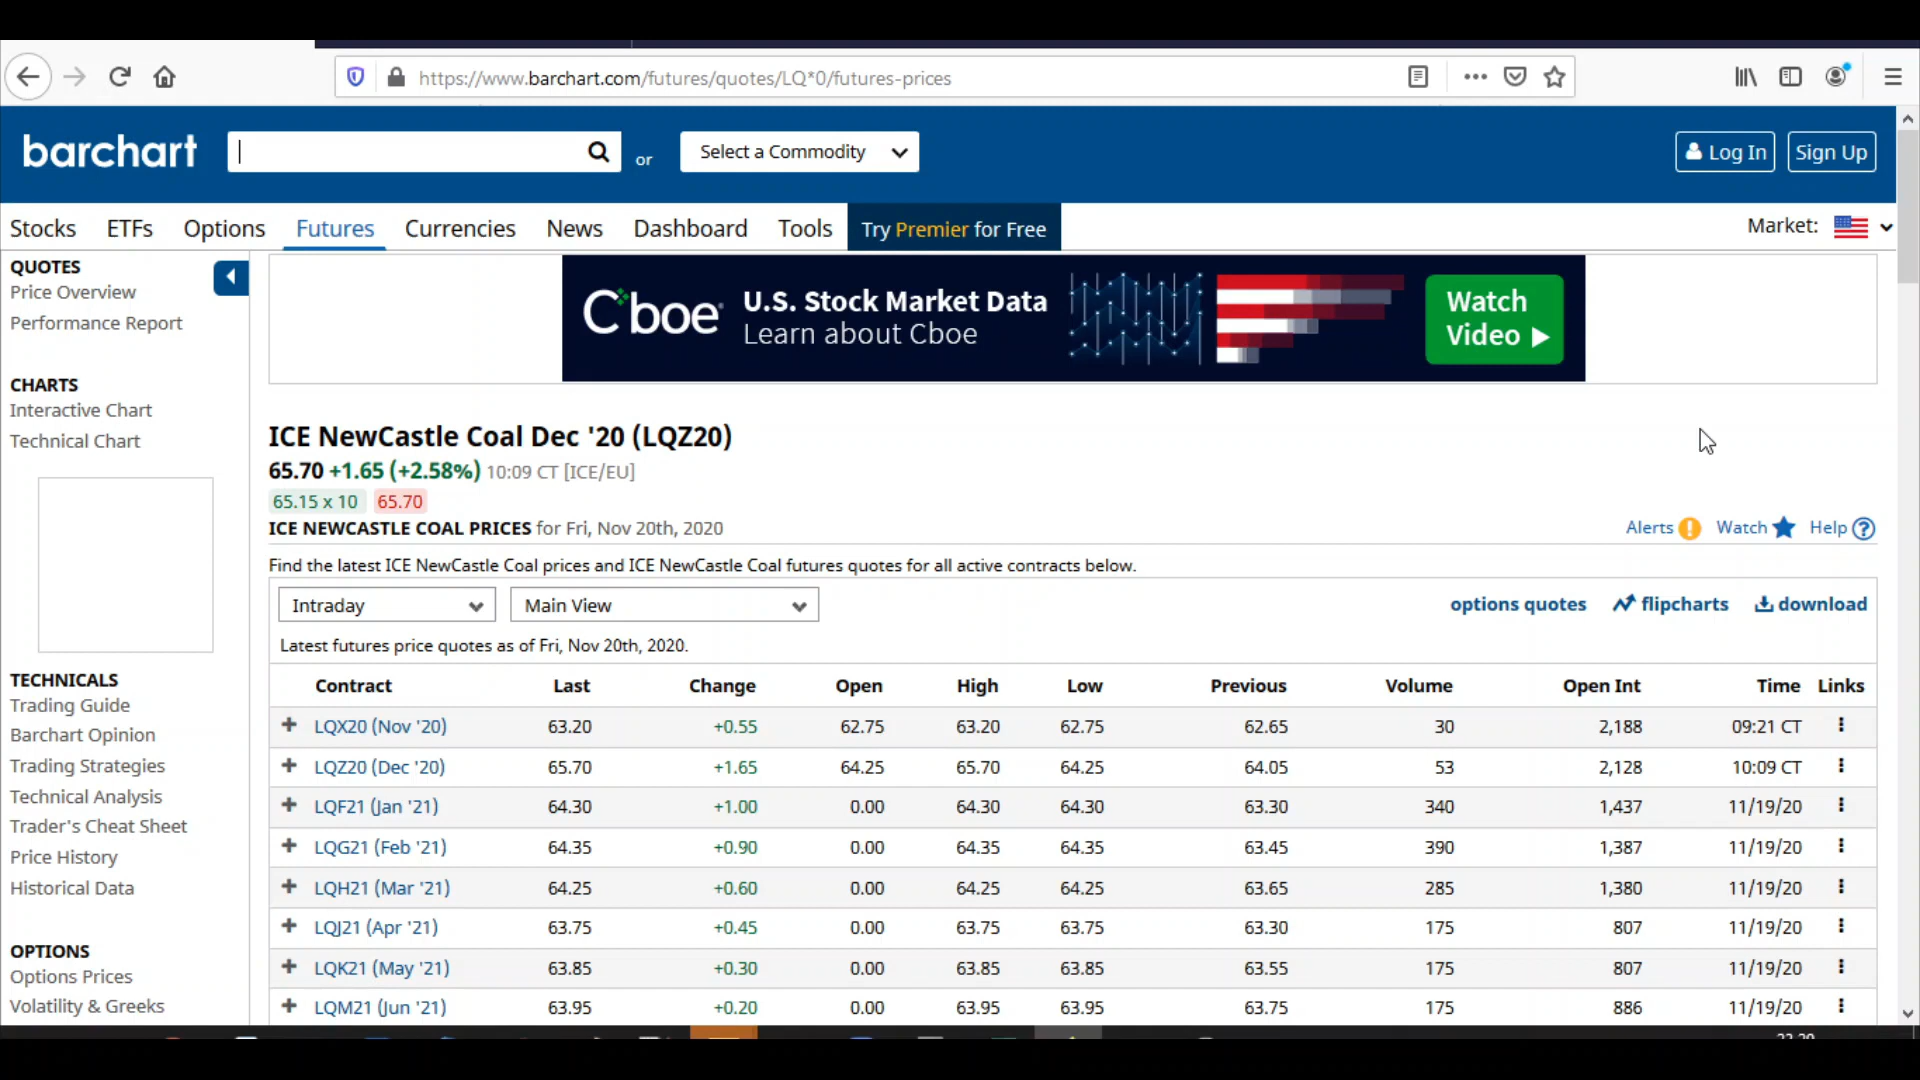 https://www.barchart.com/futures/quotes/LQ*0/futures-prices
barchart
or
Select a Commodity
Log In
Sign Up
Stocks ETFs Options Futures Currencies News Dashboard Tools Try Premier for Free
Market:
QUOTES
Price Overview
Performance Report
CHARTS
Interactive Chart
Technical Chart
TECHNICALS
Trading Guide
Barchart Opinion
Trading Strategies
Technical Analysis
Trader's Cheat Sheet
Price History
Historical Data
OPTIONS
Options Prices
Volatility & Greeks
Cboe
U.S. Stock Market Data
Learn about Cboe
Watch
Video
ICE NewCastle Coal Dec '20 (LQZ20)
65.70 +1.65 (+2.58%) 10:09 CT [ICE/EU]
65.15 x 10 65.70
ICE NEWCASTLE COAL PRICES for Fri, Nov 20th, 2020
Alerts Watch Help
Find the latest ICE NewCastle Coal prices and ICE NewCastle Coal futures quotes for all active contracts below.
Intraday Main View options quotes flipcharts download
Latest futures price quotes as of Fri, Nov 20th, 2020.
Contract Last Change Open High Low Previous Volume Open Int Time Links
LQX20 (Nov '20) 63.20 +0.55 62.75 63.20 62.75 62.65 30 2,188 09:21 CT
LQZ20 (Dec '20) 65.70 +1.65 64.25 65.70 64.25 64.05 53 2,128 10:09 CT
LQF21 (Jan '21) 64.30 +1.00 0.00 64.30 64.30 63.30 340 1,437 11/19/20
LQG21 (Feb '21) 64.35 +0.90 0.00 64.35 64.35 63.45 390 1,387 11/19/20
LQH21 (Mar '21) 64.25 +0.60 0.00 64.25 64.25 63.65 285 1,380 11/19/20
LQJ21 (Apr '21) 63.75 +0.45 0.00 63.75 63.75 63.30 175 807 11/19/20
LQK21 (May '21) 63.85 +0.30 0.00 63.85 63.85 63.55 175 807 11/19/20
LQM21 (Jun '21) 63.95 +0.20 0.00 63.95 63.95 63.75 175 886 11/19/20